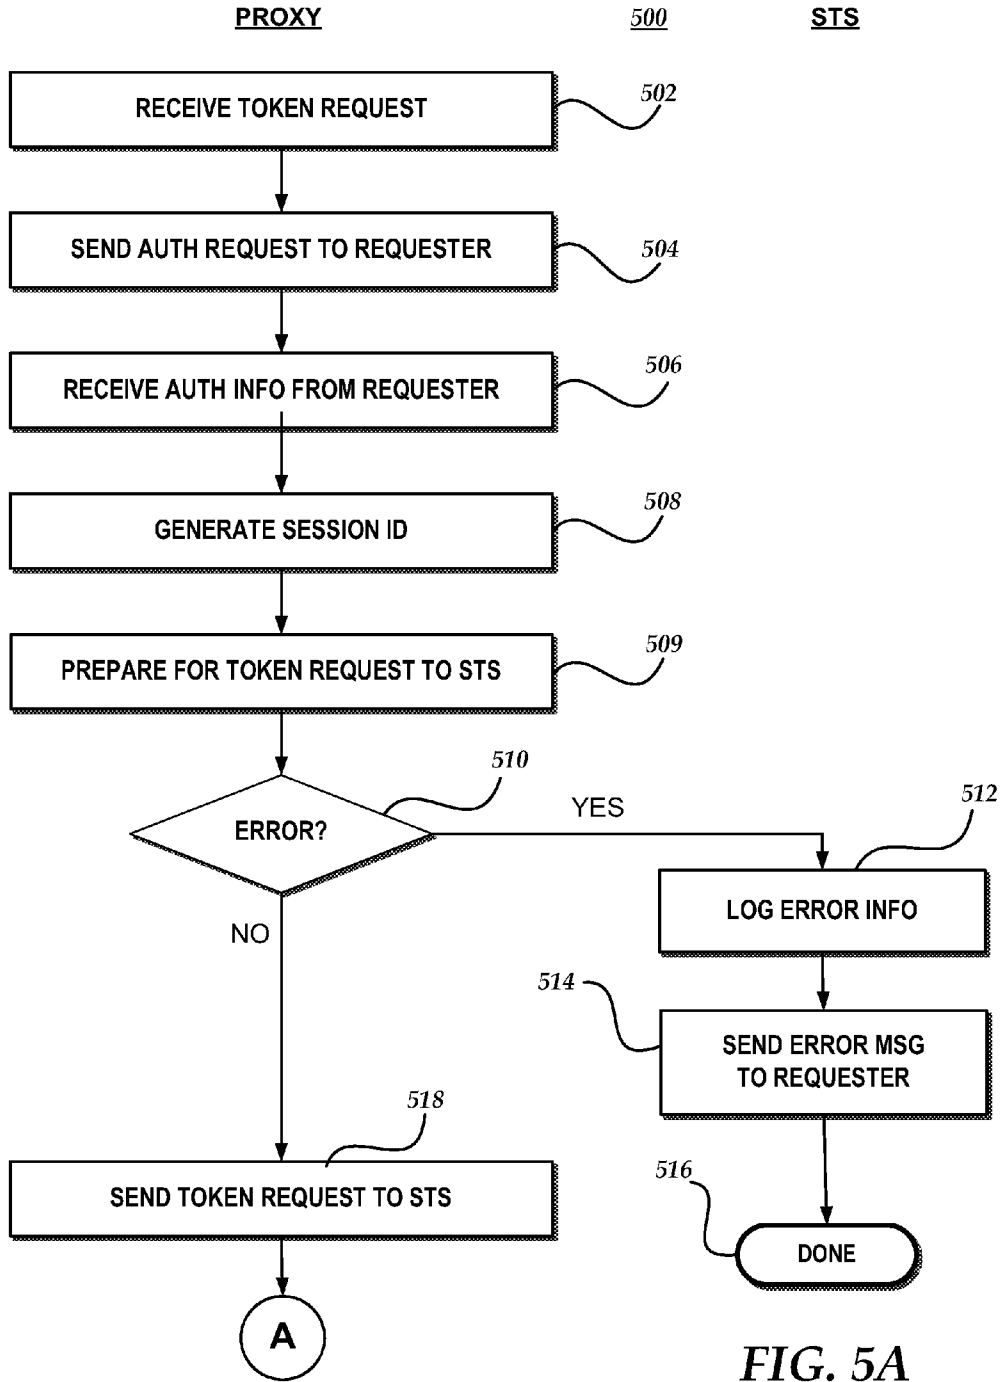 PROXY 500 STS
RECEIVE TOKEN REQUEST 502
SEND AUTH REQUEST TO REQUESTER 504
RECEIVE AUTH INFO FROM REQUESTER 506
GENERATE SESSION ID 508
PREPARE FOR TOKEN REQUEST TO STS 509
510
ERROR?
YES
512
LOG ERROR INFO
NO
514
SEND ERROR MSG
TO REQUESTER
518
SEND TOKEN REQUEST TO STS
516
DONE
A
FIG. 5A